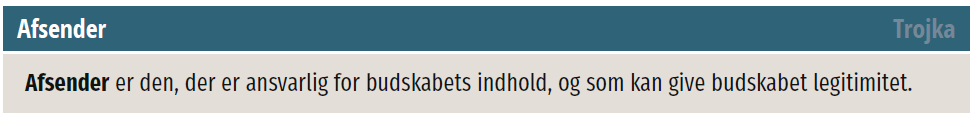 Afsender Trojka
Afsender er den, der er ansvarlig for budskabets indhold, og som kan give budskabet legitimitet.